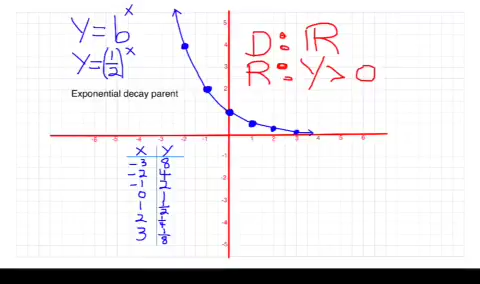 y = b^x
y = (1/2)^x
Exponential decay parent
D: ℝ
R: y > 0
x | y
-3 | 8
-2 | 4
-1 | 2
0 | 1
1 | 1/2
2 | 1/4
3 | 1/8
5
4
3
2
-6 -5 -4 -3 -2 -1 1 2 3 4 5 6
-1
-2
-3
-4
-5